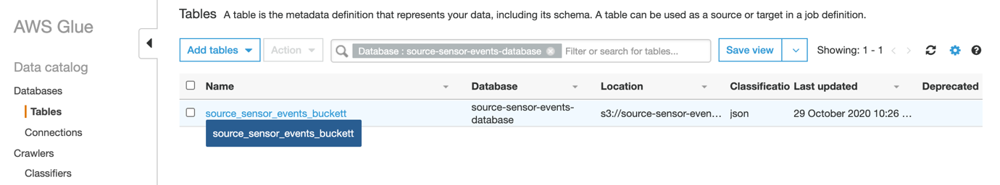 AWS Glue
Data catalog
Databases
Tables
Connections
Crawlers
Classifiers
Tables A table is the metadata definition that represents your data, including its schema. A table can be used as a source or target in a job definition.
Add tables Action Database : source-sensor-events-database Filter or search for tables... Save view Showing: 1 - 1
Name Database Location Classificatio Last updated Deprecated
source_sensor_events_buckett source-sensor-events-
database s3://source-sensor-even... json 29 October 2020 10:26 ...
source_sensor_events_buckett